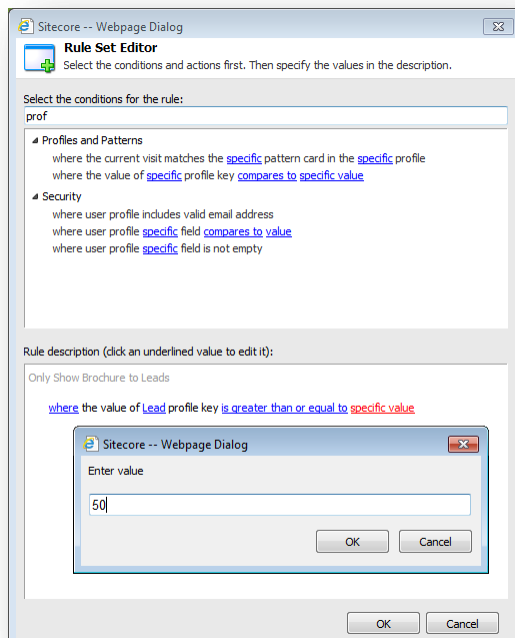 Sitecore -- Webpage Dialog
Rule Set Editor
Select the conditions and actions first. Then specify the values in the description.
Select the conditions for the rule:
prof
Profiles and Patterns
where the current visit matches the specific pattern card in the specific profile
where the value of specific profile key compares to specific value
Security
where user profile includes valid email address
where user profile specific field compares to value
where user profile specific field is not empty
Rule description (click an underlined value to edit it):
Only Show Brochure to Leads
where the value of Lead profile key is greater than or equal to specific value
Sitecore -- Webpage Dialog
Enter value
50
OK Cancel
OK Cancel